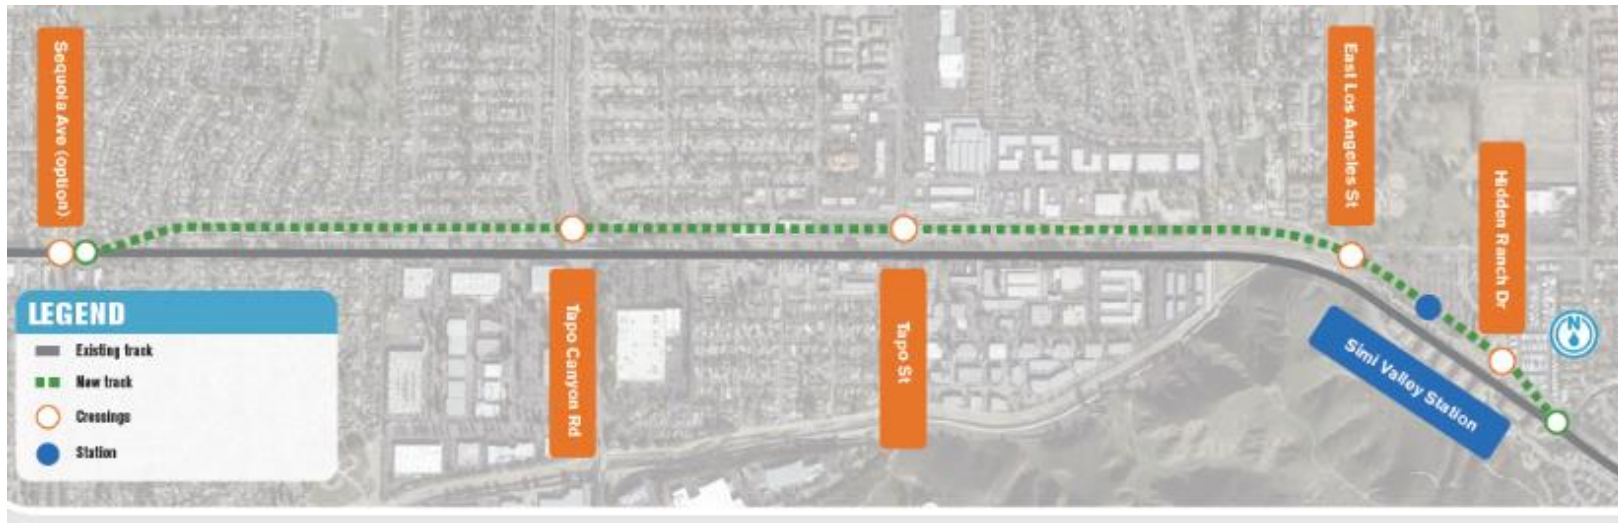 Sequoia Ave (option)
East Los Angeles St
Hidden Ranch Dr
Tapo Canyon Rd
Tapo St
Simi Valley Station
N
LEGEND
Existing track
New track
Crossings
Station